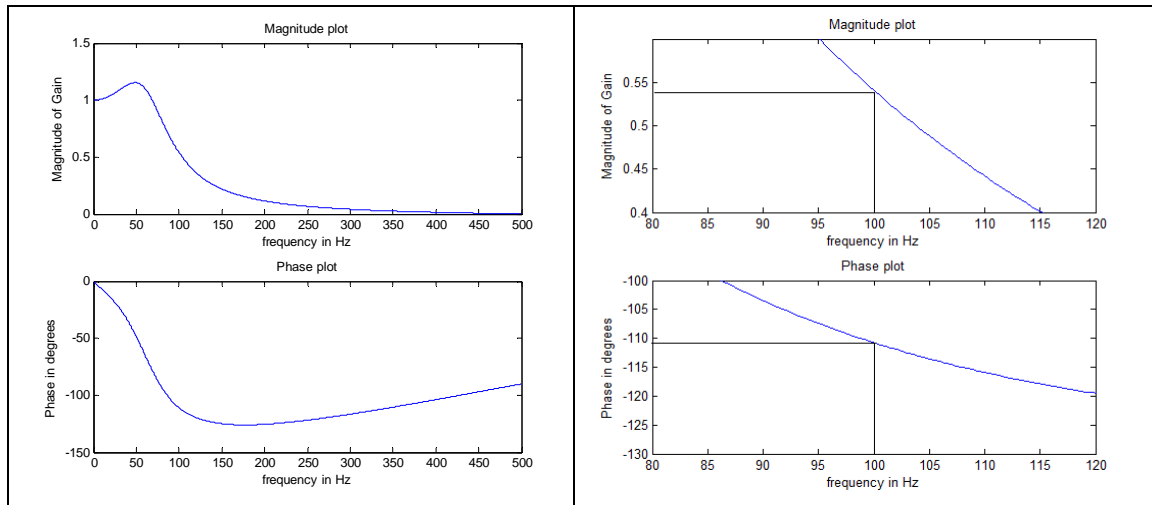 Magnitude plot
1.5
1
0.5
0
Magnitude of Gain
0 50 100 150 200 250 300 350 400 450 500
frequency in Hz
Phase plot
0
-50
-100
-150
Phase in degrees
0 50 100 150 200 250 300 350 400 450 500
frequency in Hz
Magnitude plot
0.55
0.5
0.45
0.4
Magnitude of Gain
80 85 90 95 100 105 110 115 120
frequency in Hz
Phase plot
-100
-105
-110
-115
-120
-125
-130
Phase in degrees
80 85 90 95 100 105 110 115 120
frequency in Hz